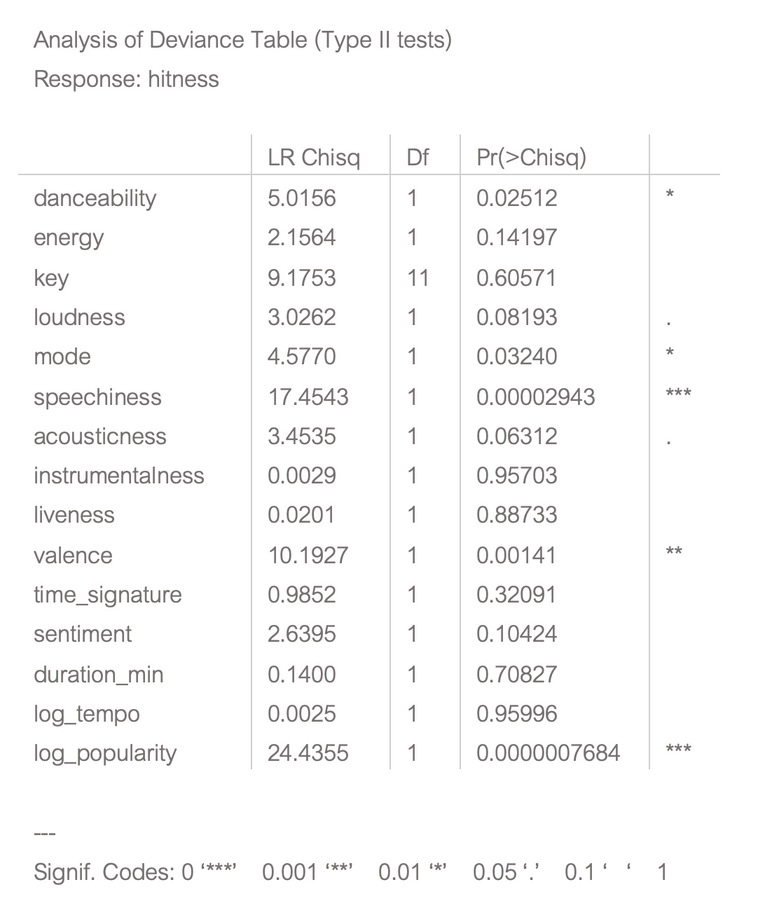 Analysis of Deviance Table (Type II tests)
Response: hitness
LR Chisq Df Pr(>Chisq)
danceability 5.0156 1 0.02512 *
energy 2.1564 1 0.14197
key 9.1753 11 0.60571
loudness 3.0262 1 0.08193 .
mode 4.5770 1 0.03240 *
speechiness 17.4543 1 0.00002943 ***
acousticness 3.4535 1 0.06312 .
instrumentalness 0.0029 1 0.95703
liveness 0.0201 1 0.88733
valence 10.1927 1 0.00141 **
time_signature 0.9852 1 0.32091
sentiment 2.6395 1 0.10424
duration_min 0.1400 1 0.70827
log_tempo 0.0025 1 0.95996
log_popularity 24.4355 1 0.0000007684 ***
---
Signif. Codes: 0 ‘***’ 0.001 ‘**’ 0.01 ‘*’ 0.05 ‘.’ 0.1 ‘ ‘ 1